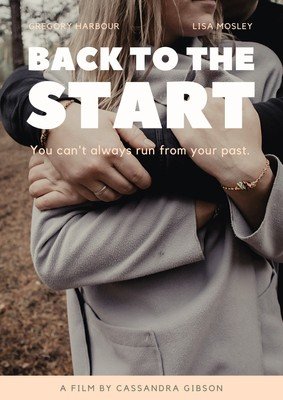 GREGORY HARBOUR LISA MOSLEY
BACK TO THE
START
You can't always run from your past.
A FILM BY CASSANDRA GIBSON